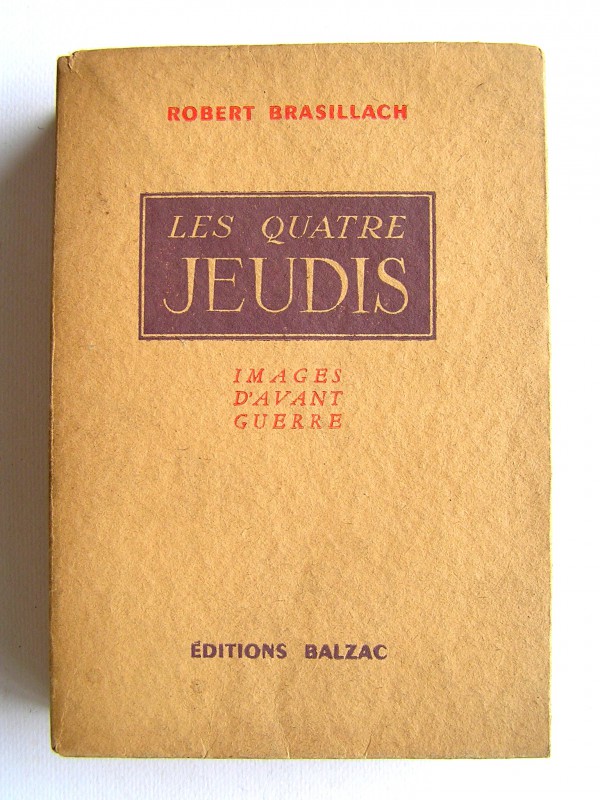 ROBERT BRASILLACH
LES QUATRE
JEUDIS
IMAGES
D'AVANT
GUERRE
ÉDITIONS BALZAC